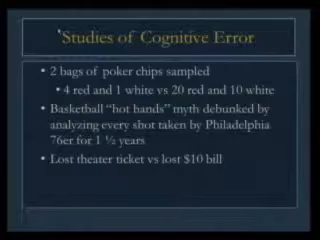 Studies of Cognitive Error
• 2 bags of poker chips sampled
• 4 red and 1 white vs 20 red and 10 white
• Basketball “hot hands” myth debunked by
analyzing every shot taken by Philadelphia
76er for 1 ½ years
• Lost theater ticket vs lost $10 bill